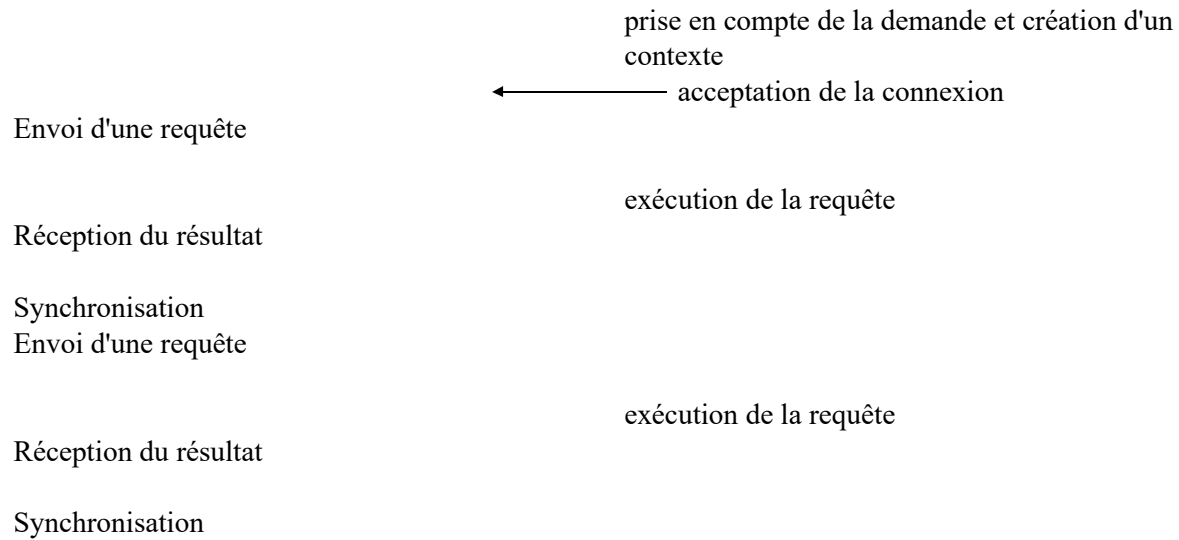 prise en compte de la demande et création d'un
contexte
acceptation de la connexion
Envoi d'une requête
exécution de la requête
Réception du résultat
Synchronisation
Envoi d'une requête
exécution de la requête
Réception du résultat
Synchronisation